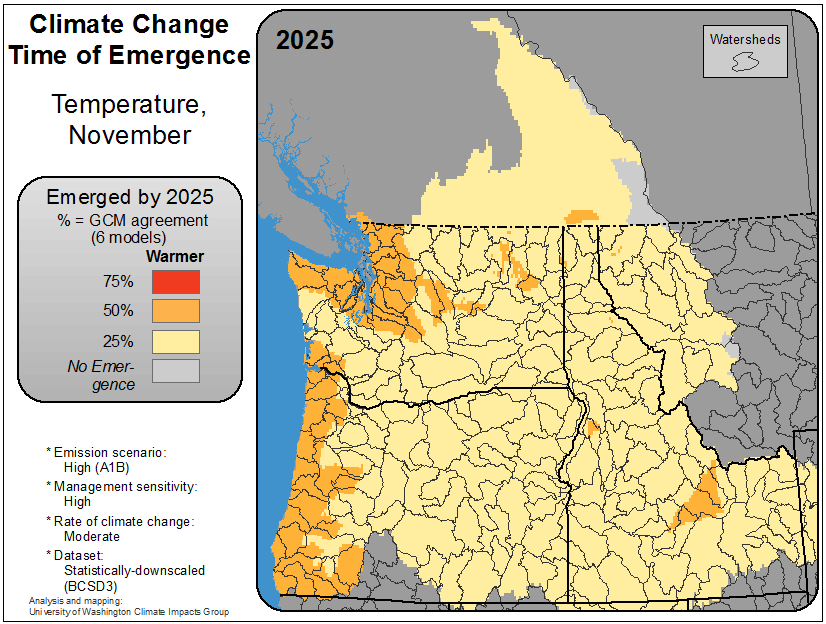 Climate Change
Time of Emergence
Temperature,
November
Emerged by 2025
% = GCM agreement
(6 models)
Warmer
75%
50%
25%
No Emer-
gence
* Emission scenario:
High (A1B)
* Management sensitivity:
High
* Rate of climate change:
Moderate
* Dataset:
Statistically-downscaled
(BCSD3)
Analysis and mapping:
University of Washington Climate Impacts Group
2025
Watersheds